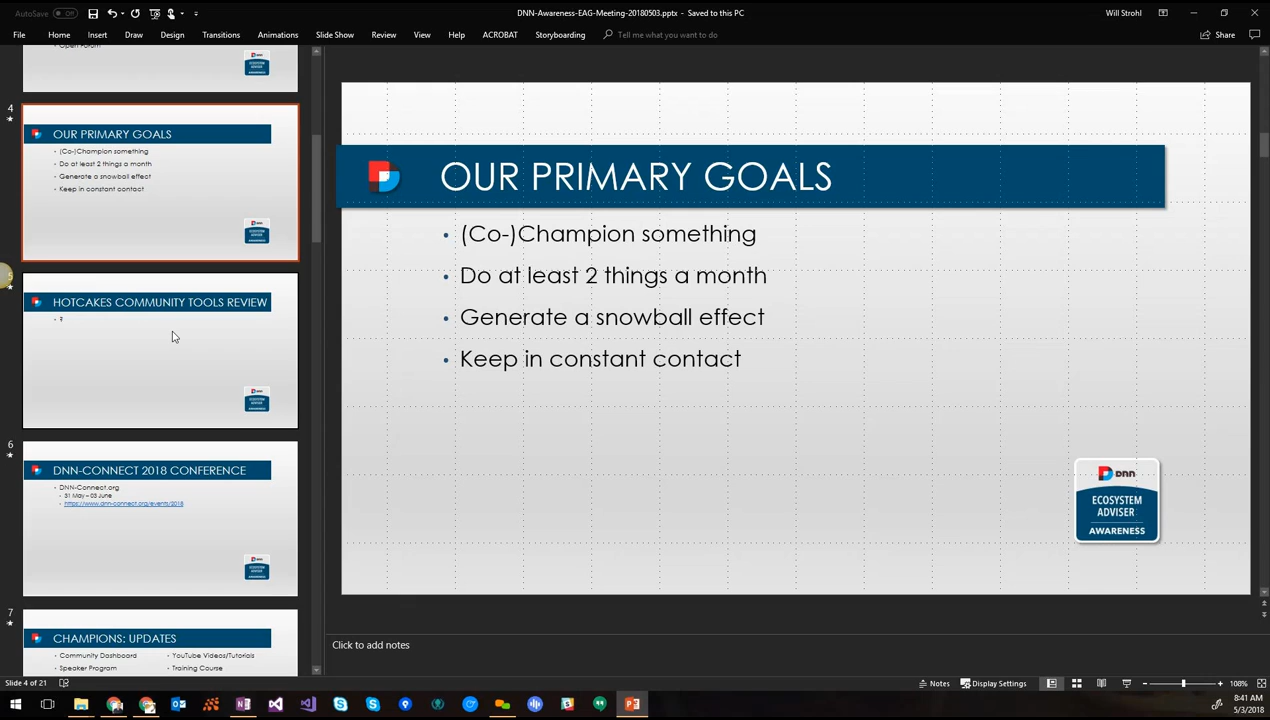 AutoSave Off
DNN-Awareness-EAG-Meeting-20180503.pptx - Saved to this PC
Will Strohl
File Home Insert Draw Design Transitions Animations Slide Show Review View Help ACROBAT Storyboarding Tell me what you want to do Share
Open Forum
4
OUR PRIMARY GOALS
• (Co-)Champion something
• Do at least 2 things a month
• Generate a snowball effect
• Keep in constant contact
5
HOTCAKES COMMUNITY TOOLS REVIEW
6
DNN-CONNECT 2018 CONFERENCE
• DNN-Connect.org
• 31 May – 03 June
• https://www.dnn-connect.org/events/2018
7
CHAMPIONS: UPDATES
• Community Dashboard
• Speaker Program
• YouTube Videos/Tutorials
• Training Course
OUR PRIMARY GOALS
• (Co-)Champion something
• Do at least 2 things a month
• Generate a snowball effect
• Keep in constant contact
dnn
ECOSYSTEM
ADVISER
AWARENESS
Click to add notes
Slide 4 of 21
Notes Display Settings 108%
8:41 AM
5/3/2018